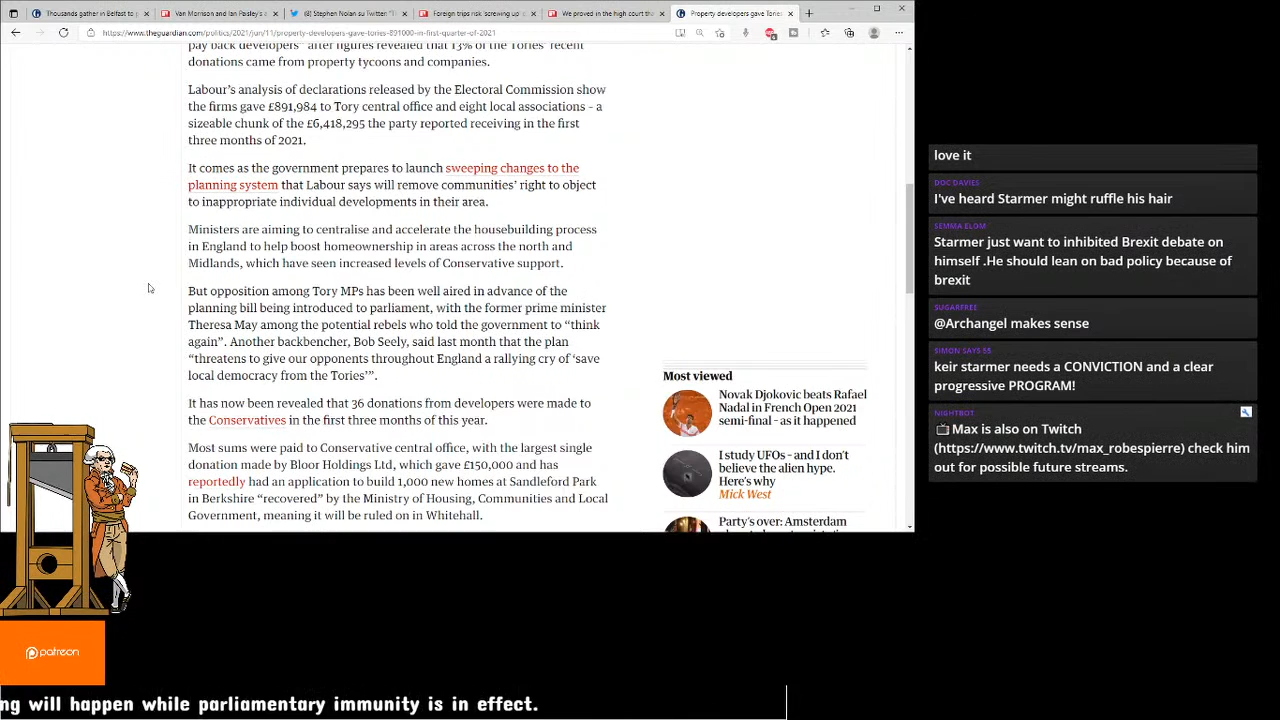 Thousands gather in Belfast to p
Van Morrison and Ian Paisley's a
(8) Stephen Nolan su Twitter: "T
Foreign trips risk 'screwing up'
We proved in the high court tha
Property developers gave Tories
https://www.theguardian.com/politics/2021/jun/11/property-developers-gave-tories-891000-in-first-quarter-of-2021
pay back developers" after figures revealed that 13% of the Tories' recent
donations came from property tycoons and companies.
Labour's analysis of declarations released by the Electoral Commission show
the firms gave £891,984 to Tory central office and eight local associations - a
sizeable chunk of the £6,418,295 the party reported receiving in the first
three months of 2021.
It comes as the government prepares to launch sweeping changes to the
planning system that Labour says will remove communities' right to object
to inappropriate individual developments in their area.
Ministers are aiming to centralise and accelerate the housebuilding process
in England to help boost homeownership in areas across the north and
Midlands, which have seen increased levels of Conservative support.
But opposition among Tory MPs has been well aired in advance of the
planning bill being introduced to parliament, with the former prime minister
Theresa May among the potential rebels who told the government to "think
again". Another backbencher, Bob Seely, said last month that the plan
"threatens to give our opponents throughout England a rallying cry of 'save
local democracy from the Tories'".
It has now been revealed that 36 donations from developers were made to
the Conservatives in the first three months of this year.
Most sums were paid to Conservative central office, with the largest single
donation made by Bloor Holdings Ltd, which gave £150,000 and has
reportedly had an application to build 1,000 new homes at Sandleford Park
in Berkshire "recovered" by the Ministry of Housing, Communities and Local
Government, meaning it will be ruled on in Whitehall.
Most viewed
Novak Djokovic beats Rafael
Nadal in French Open 2021
semi-final – as it happened
I study UFOs – and I don't
believe the alien hype.
Here's why
Mick West
Party's over: Amsterdam
love it
DOC DAVIES
I've heard Starmer might ruffle his hair
SEMMA ELOM
Starmer just want to inhibited Brexit debate on
himself .He should lean on bad policy because of
brexit
SUGARFREE
@Archangel makes sense
SIMON SAYS 55
keir starmer needs a CONVICTION and a clear
progressive PROGRAM!
NIGHTBOT
Max is also on Twitch
(https://www.twitch.tv/max_robespierre) check him
out for possible future streams.
patreon
ng will happen while parliamentary immunity is in effect.